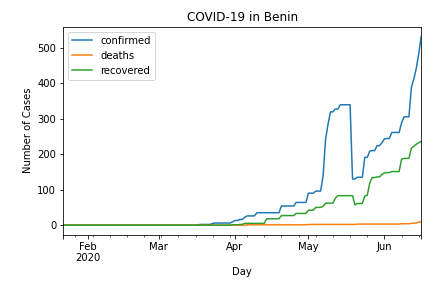 COVID-19 in Benin
confirmed
deaths
recovered
Number of Cases
500
400
300
200
100
0
Feb
2020
Mar
Apr
May
Jun
Day